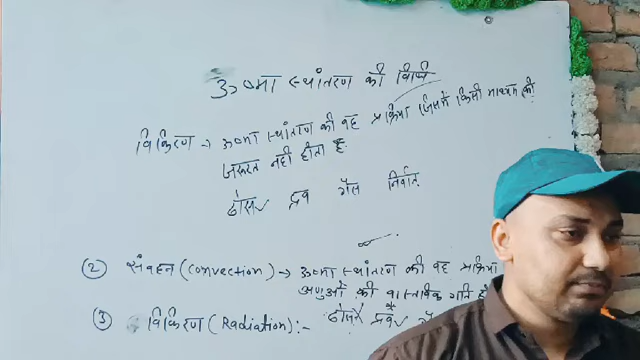 ऊष्मा स्थांतरण की विधि
विकिरण → ऊष्मा स्थांतरण की वह प्रक्रिया जिसमें किसी माध्यम की
जरूरत नहीं होता है
ठोस द्रव गैस निर्वात
(2) संवहन (convection) → ऊष्मा स्थांतरण की वह प्रक्रिया
अणुओं की वास्तविक गति
(3) विकिरण (Radiation) :-